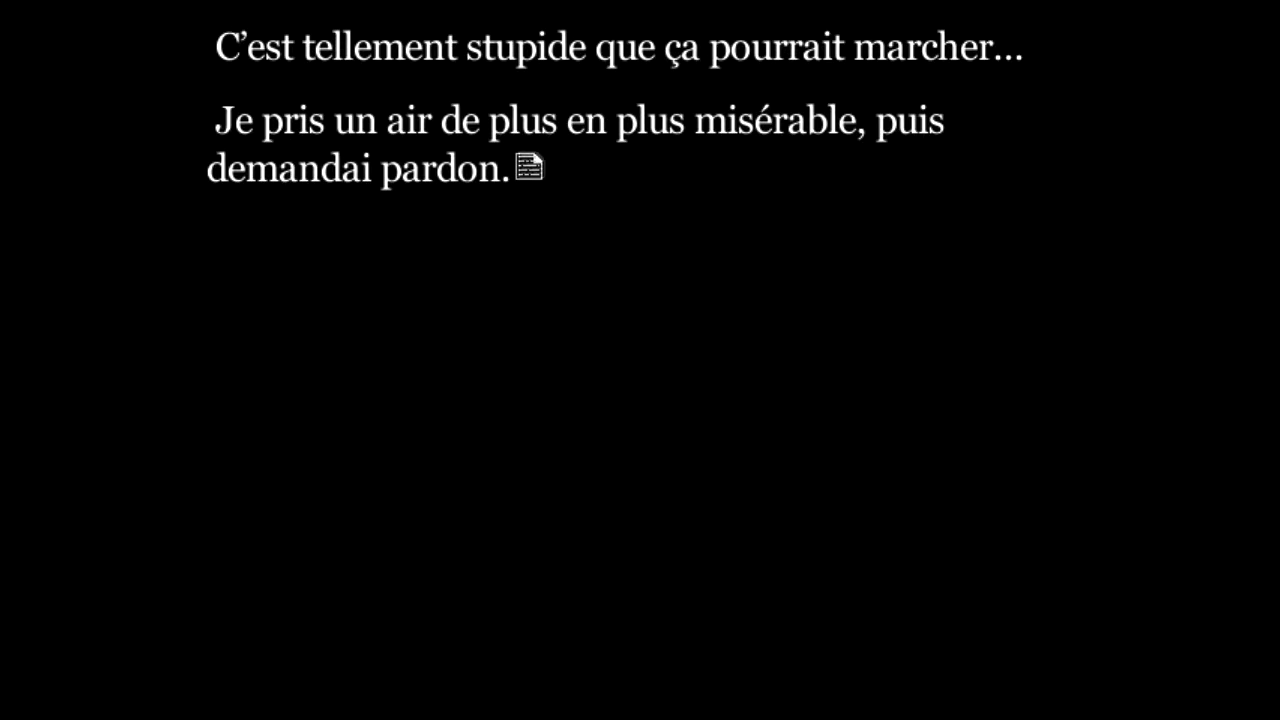 C’est tellement stupide que ça pourrait marcher...
Je pris un air de plus en plus misérable, puis
demandai pardon.